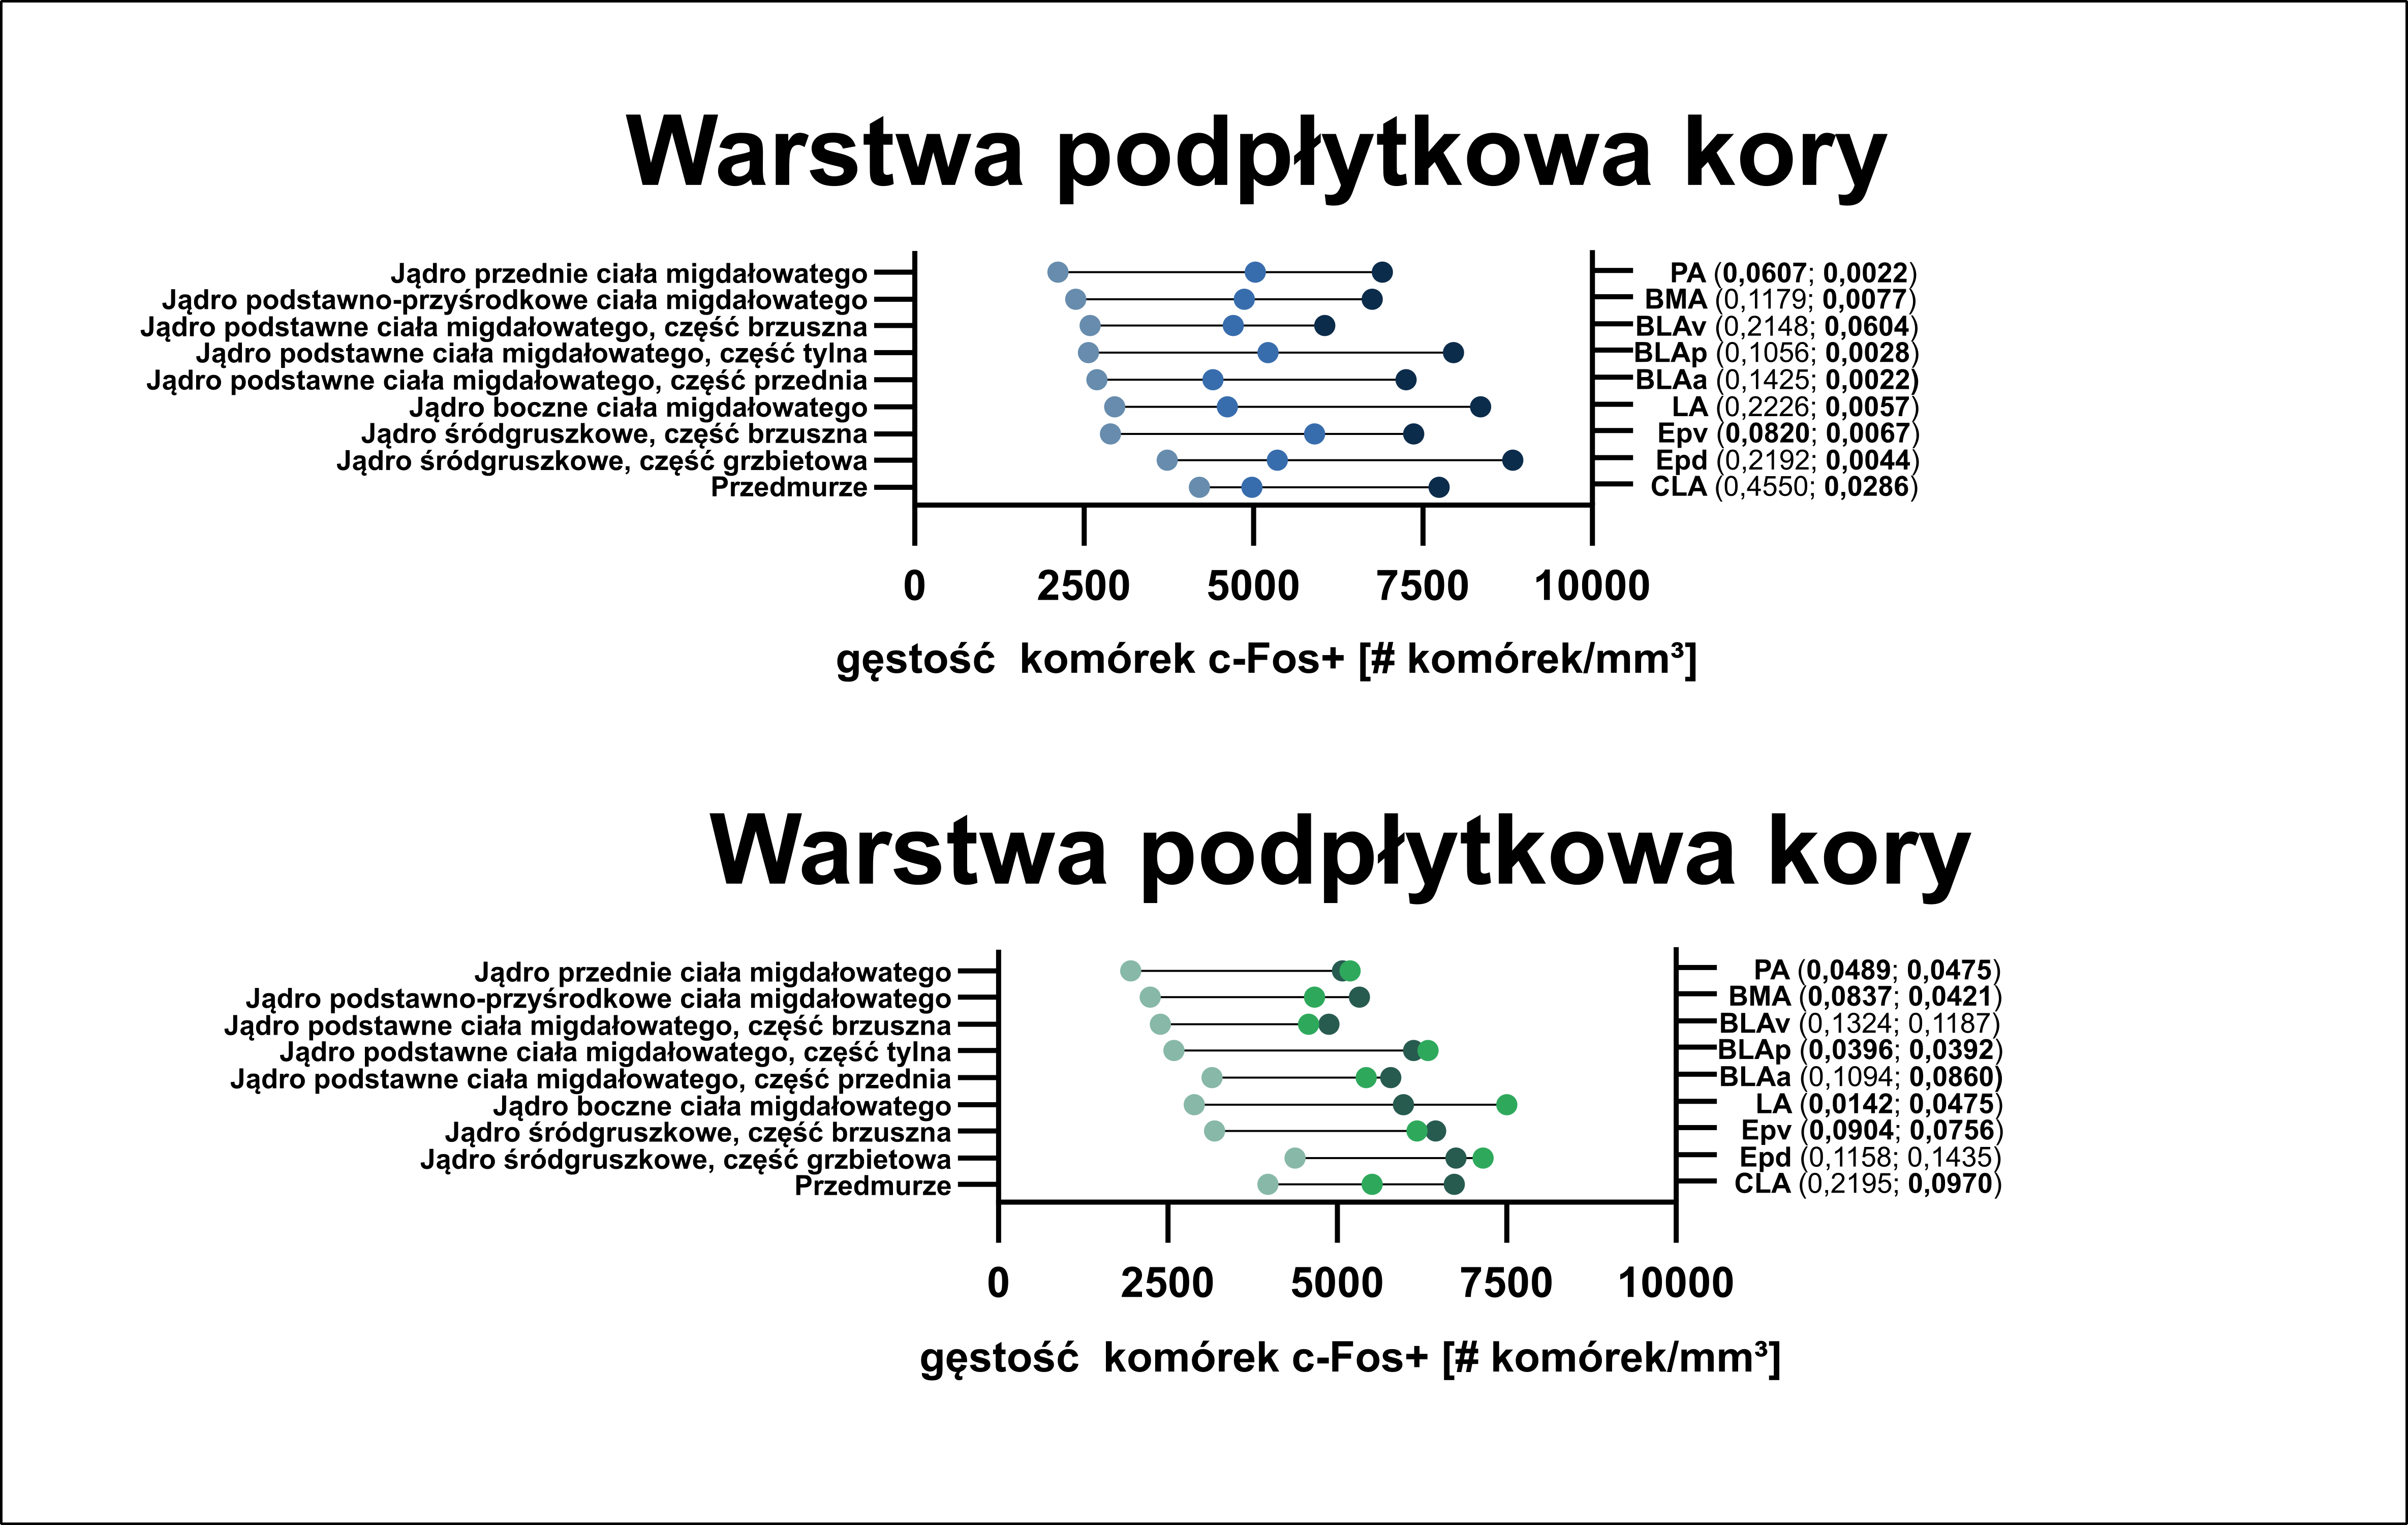 Warstwa podpłytkowa kory
Jądro przednie ciała migdałowatego PA (0,0607; 0,0022)
Jądro podstawno-przyśrodkowe ciała migdałowatego BMA (0,1179; 0,0077)
Jądro podstawne ciała migdałowatego, część brzuszna BLAv (0,2148; 0,0604)
Jądro podstawne ciała migdałowatego, część tylna BLAp (0,1056; 0,0028)
Jądro podstawne ciała migdałowatego, część przednia BLAa (0,1425; 0,0022)
Jądro boczne ciała migdałowatego LA (0,2226; 0,0057)
Jądro śródgruszkowe, część brzuszna Epv (0,0820; 0,0067)
Jądro śródgruszkowe, część grzbietowa Epd (0,2192; 0,0044)
Przedmurze CLA (0,4550; 0,0286)
0 2500 5000 7500 10000
gęstość komórek c-Fos+ [# komórek/mm³]
Warstwa podpłytkowa kory
Jądro przednie ciała migdałowatego PA (0,0489; 0,0475)
Jądro podstawno-przyśrodkowe ciała migdałowatego BMA (0,0837; 0,0421)
Jądro podstawne ciała migdałowatego, część brzuszna BLAv (0,1324; 0,1187)
Jądro podstawne ciała migdałowatego, część tylna BLAp (0,0396; 0,0392)
Jądro podstawne ciała migdałowatego, część przednia BLAa (0,1094; 0,0860)
Jądro boczne ciała migdałowatego LA (0,0142; 0,0475)
Jądro śródgruszkowe, część brzuszna Epv (0,0904; 0,0756)
Jądro śródgruszkowe, część grzbietowa Epd (0,1158; 0,1435)
Przedmurze CLA (0,2195; 0,0970)
0 2500 5000 7500 10000
gęstość komórek c-Fos+ [# komórek/mm³]